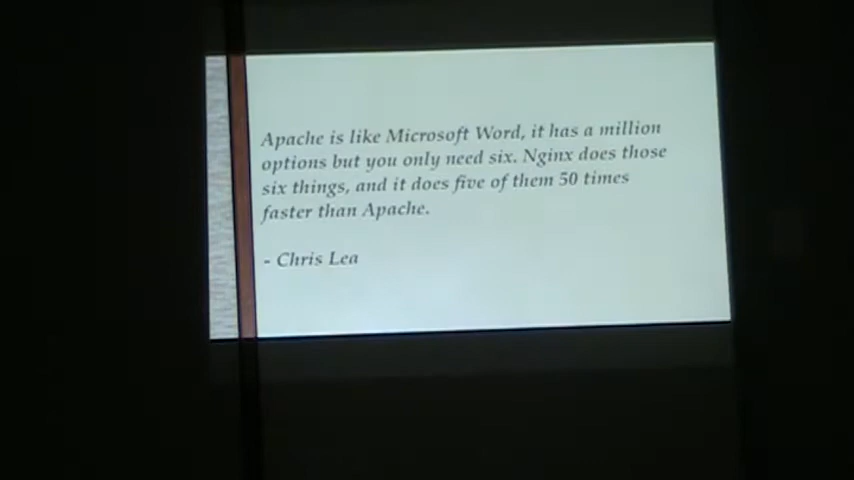 Apache is like Microsoft Word, it has a million
options but you only need six. Nginx does those
six things, and it does five of them 50 times
faster than Apache.
- Chris Lea